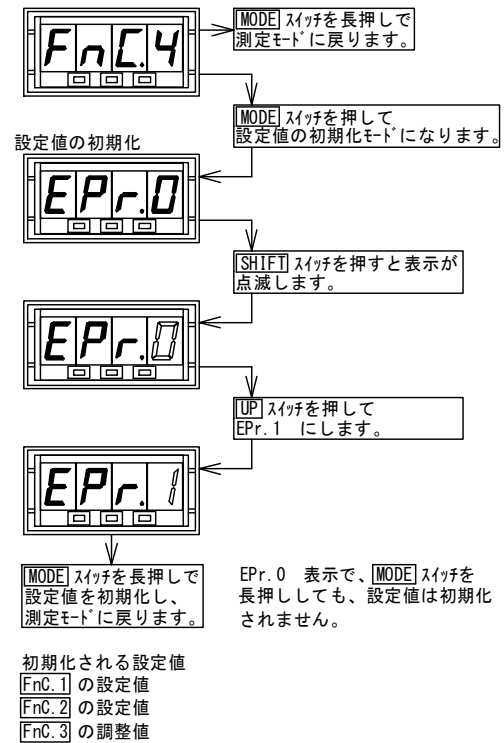 FnC.4
MODE スイッチを長押しで
測定モードに戻ります。
MODE スイッチを押して
設定値の初期化モードになります。
設定値の初期化
EPr.0
SHIFT スイッチを押すと表示が
点滅します。
EPr.0
UP スイッチを押して
EPr.1 にします。
EPr.1
MODE スイッチを長押しで
設定値を初期化し、
測定モードに戻ります。
EPr.0 表示で、MODE スイッチを
長押ししても、設定値は初期化
されません。
初期化される設定値
FnC.1 の設定値
FnC.2 の設定値
FnC.3 の調整値